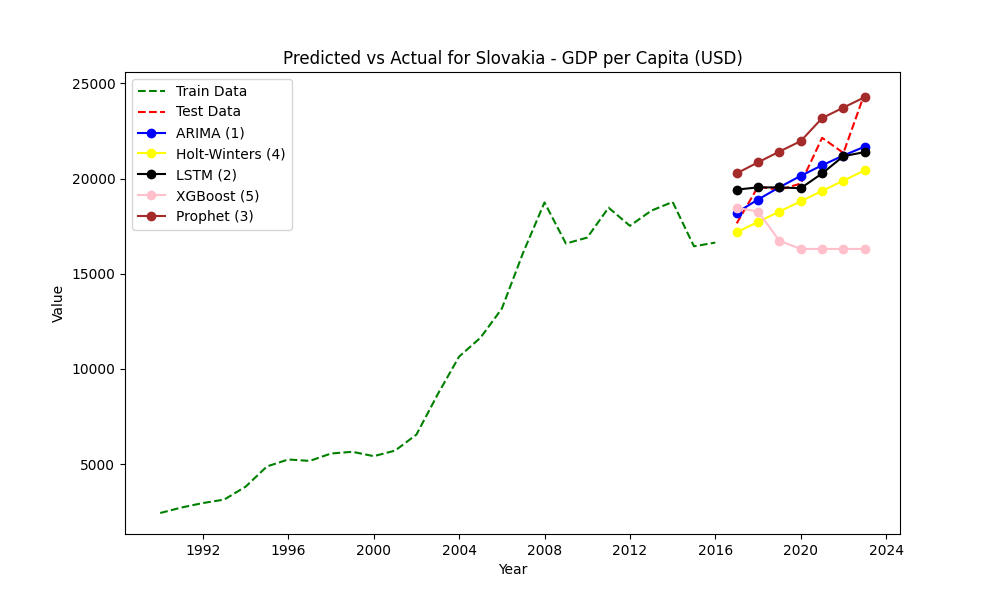 Predicted vs Actual for Slovakia - GDP per Capita (USD)
25000
20000
15000
10000
5000
Value
Train Data
Test Data
ARIMA (1)
Holt-Winters (4)
LSTM (2)
XGBoost (5)
Prophet (3)
1992 1996 2000 2004 2008 2012 2016 2020 2024
Year